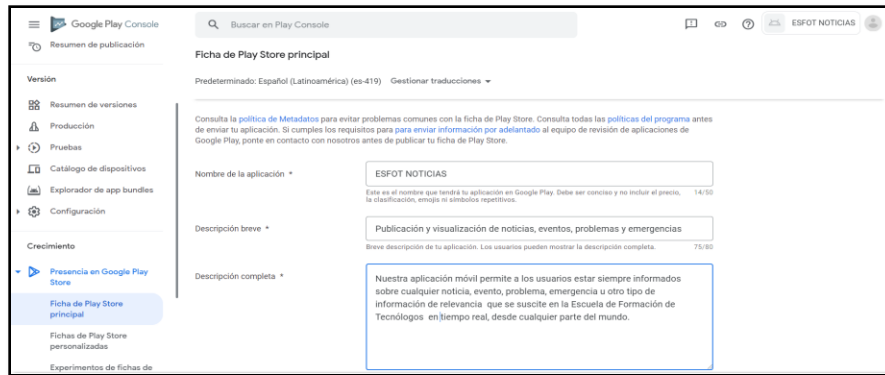 Google Play Console
Buscar en Play Console
ESFOT NOTICIAS
Resumen de publicación
Versión
Resumen de versiones
Producción
Pruebas
Catálogo de dispositivos
Explorador de app bundles
Configuración
Crecimiento
Presencia en Google Play
Store
Ficha de Play Store
principal
Fichas de Play Store
personalizadas
Experimentos de fichas de
Ficha de Play Store principal
Predeterminado: Español (Latinoamérica) (es-419) Gestionar traducciones
Consulta la política de Metadatos para evitar problemas comunes con la ficha de Play Store. Consulta todas las políticas del programa antes
de enviar tu aplicación. Si cumples los requisitos para para enviar información por adelantado al equipo de revisión de aplicaciones de
Google Play, ponte en contacto con nosotros antes de publicar tu ficha de Play Store.
Nombre de la aplicación *
ESFOT NOTICIAS
Este es el nombre que tendrá tu aplicación en Google Play. Debe ser conciso y no incluir el precio, 14/50
la clasificación, emojis ni símbolos repetitivos.
Descripción breve *
Publicación y visualización de noticias, eventos, problemas y emergencias
Breve descripción de tu aplicación. Los usuarios pueden mostrar la descripción completa. 75/80
Descripción completa *
Nuestra aplicación móvil permite a los usuarios estar siempre informados
sobre cualquier noticia, evento, problema, emergencia u otro tipo de
información de relevancia que se suscite en la Escuela de Formación de
Tecnólogos en tiempo real, desde cualquier parte del mundo.